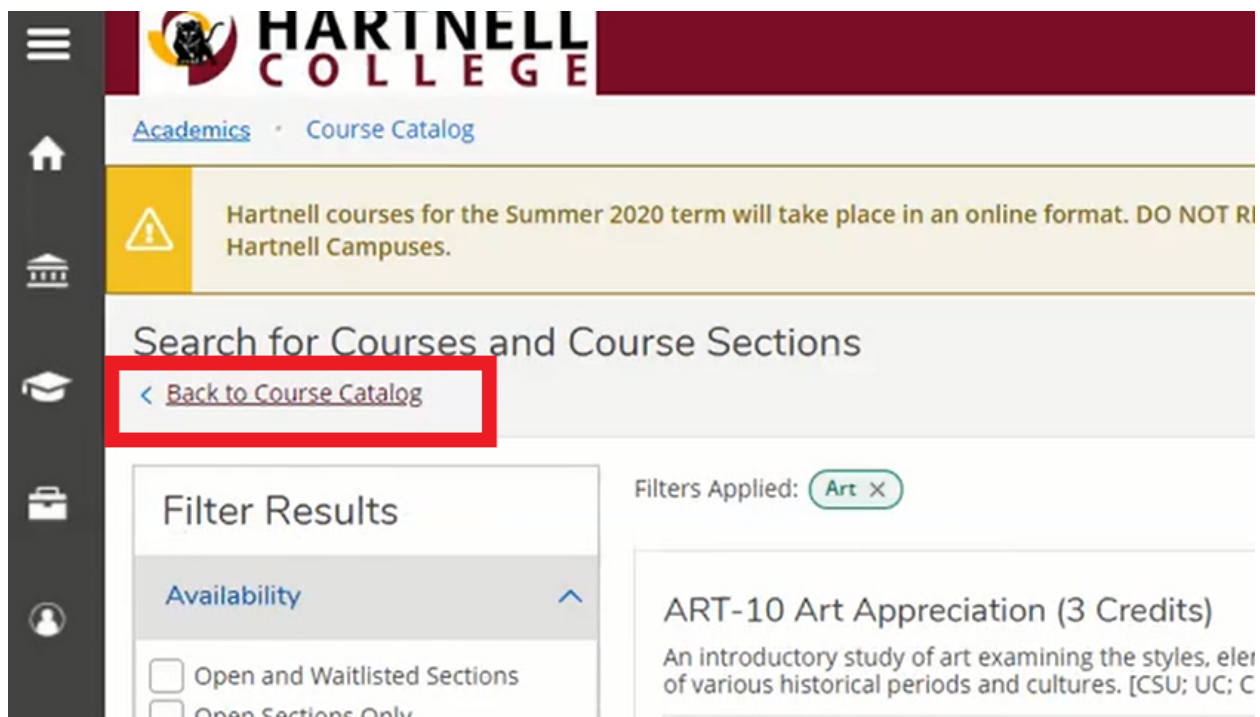 HARTNELL
COLLEGE
Academics · Course Catalog
Hartnell courses for the Summer 2020 term will take place in an online format. DO NOT
Hartnell Campuses.
Search for Courses and Course Sections
< Back to Course Catalog
Filter Results
Filters Applied: Art ×
Availability
ART-10 Art Appreciation (3 Credits)
An introductory study of art examining the styles,
of various historical periods and cultures. [CSU; UC;
Open and Waitlisted Sections
Open Sections Only